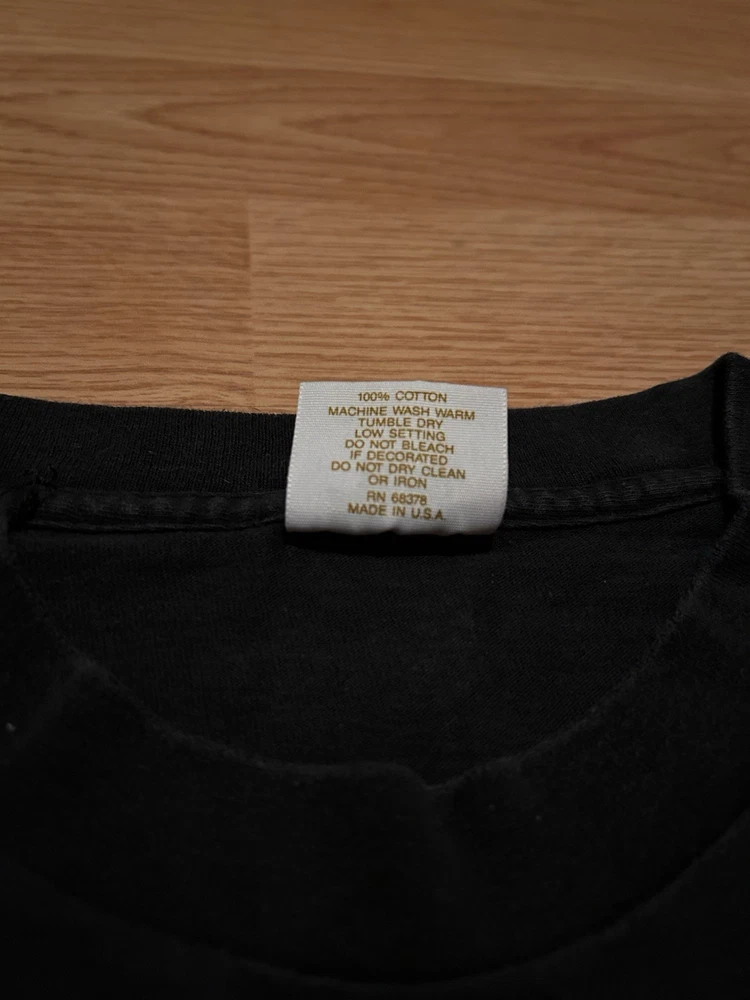 100% COTTON
MACHINE WASH WARM
TUMBLE DRY
LOW SETTING
DO NOT BLEACH
IF DECORATED
DO NOT DRY CLEAN
OR IRON
RN 68378
MADE IN U.S.A.